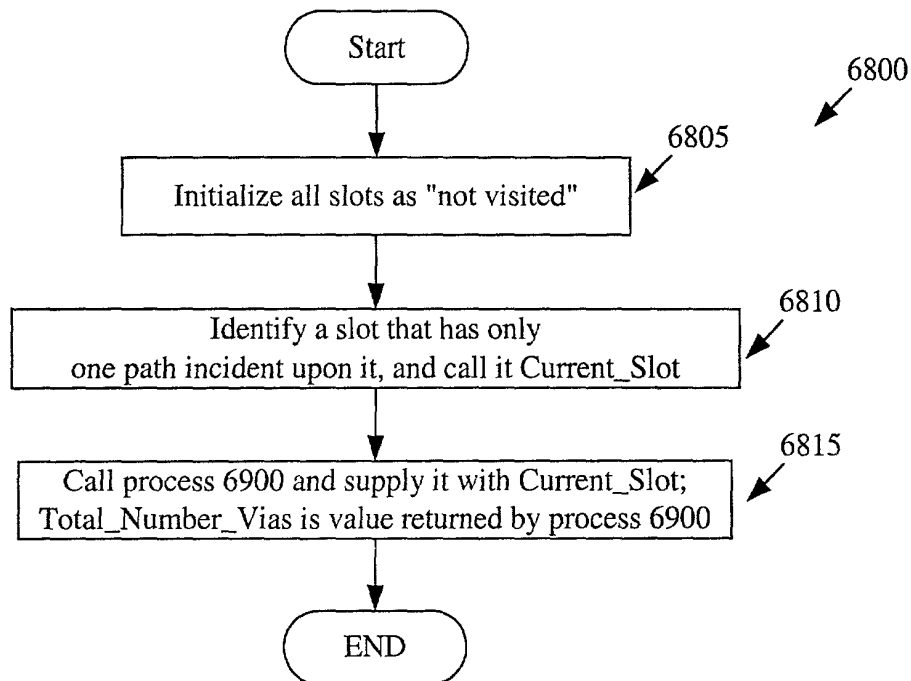 Start
6800
6805
Initialize all slots as "not visited"
6810
Identify a slot that has only
one path incident upon it, and call it Current_Slot
6815
Call process 6900 and supply it with Current_Slot;
Total_Number_Vias is value returned by process 6900
END